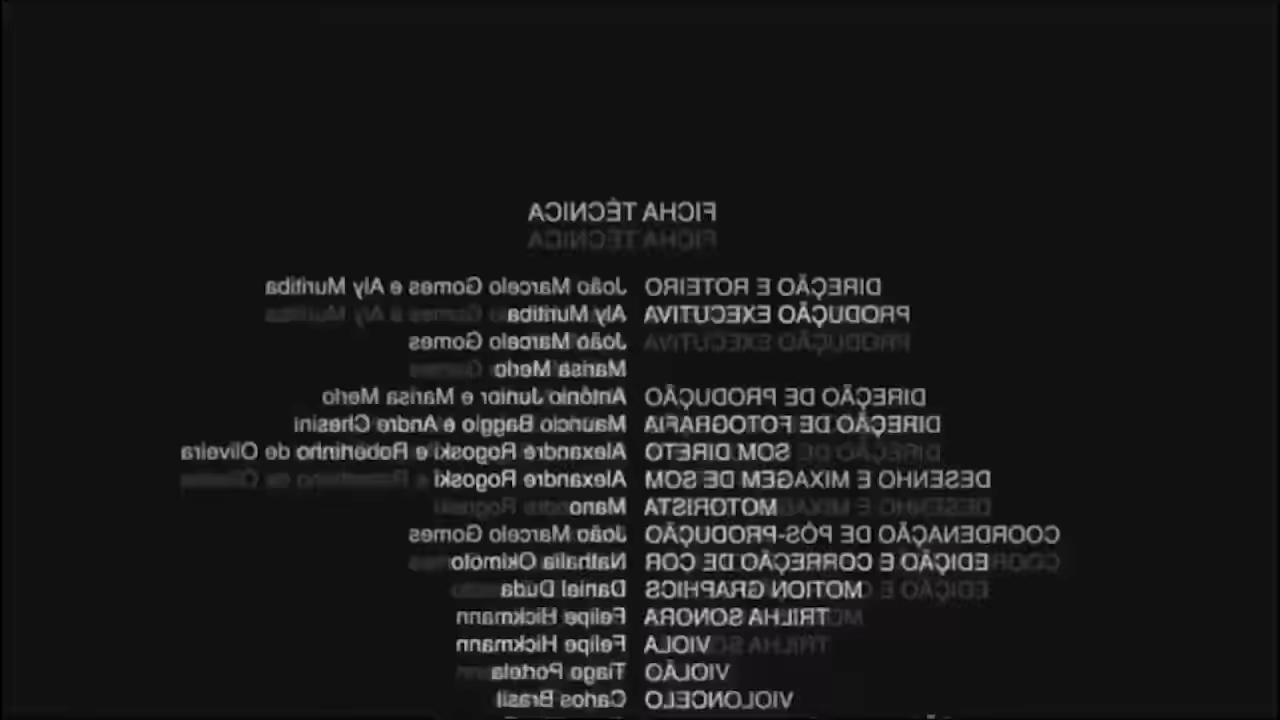 FICHA TÉCNICA
DIREÇÃO E ROTEIRO João Marcelo Gomes e Aly Muritiba
PRODUÇÃO EXECUTIVA Aly Muritiba
João Marcelo Gomes
Marisa Merlo
DIREÇÃO DE PRODUÇÃO Antônio Junior e Marisa Merlo
DIREÇÃO DE FOTOGRAFIA Mauricio Baggio e Andre Chesini
SOM DIRETO Alexandre Rogoski e Robertinho de Oliveira
DESENHO E MIXAGEM DE SOM Alexandre Rogoski
MOTORISTA Mano
COORDENAÇÃO DE PÓS-PRODUÇÃO João Marcelo Gomes
EDIÇÃO E CORREÇÃO DE COR Nathalia Okimoto
MOTION GRAPHICS Daniel Duda
TRILHA SONORA Felipe Hickmann
VIOLA Felipe Hickmann
VIOLÃO Tiago Portela
VIOLONCELO Carlos Brasil